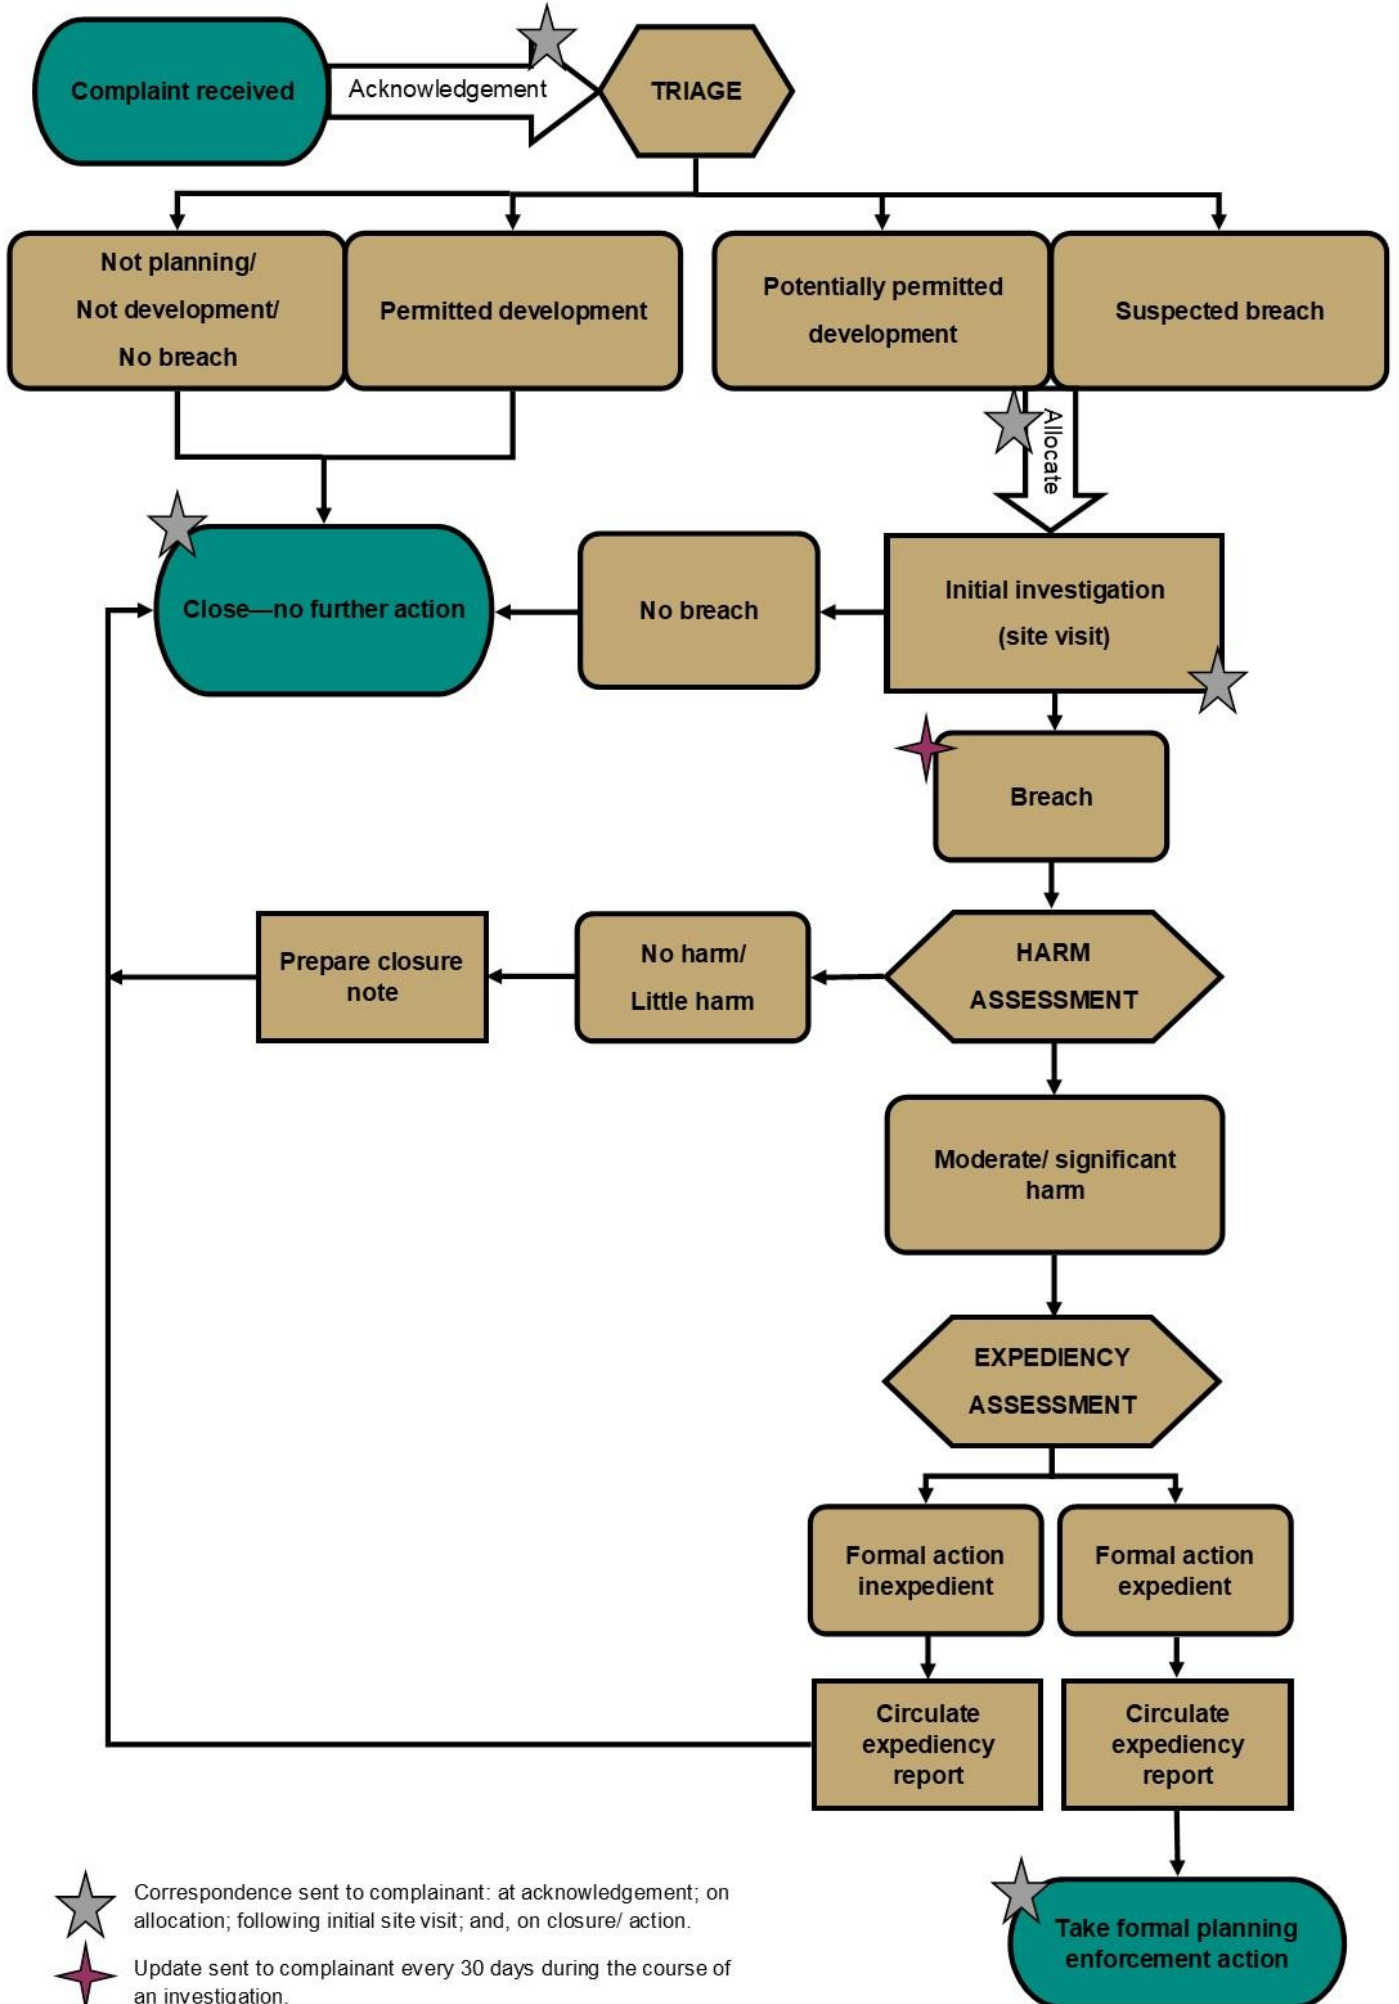 Complaint received
Acknowledgement
TRIAGE
Not planning/
Not development/
No breach
Permitted development
Potentially permitted
development
Suspected breach
Allocate
Close—no further action
No breach
Initial investigation
(site visit)
Breach
Prepare closure
note
No harm/
Little harm
HARM
ASSESSMENT
Moderate/ significant
harm
EXPEDIENCY
ASSESSMENT
Formal action
inexpedient
Formal action
expedient
Circulate
expediency
report
Circulate
expediency
report
Correspondence sent to complainant: at acknowledgement; on
allocation; following initial site visit; and, on closure/ action.
Update sent to complainant every 30 days during the course of
an investigation.
Take formal planning
enforcement action